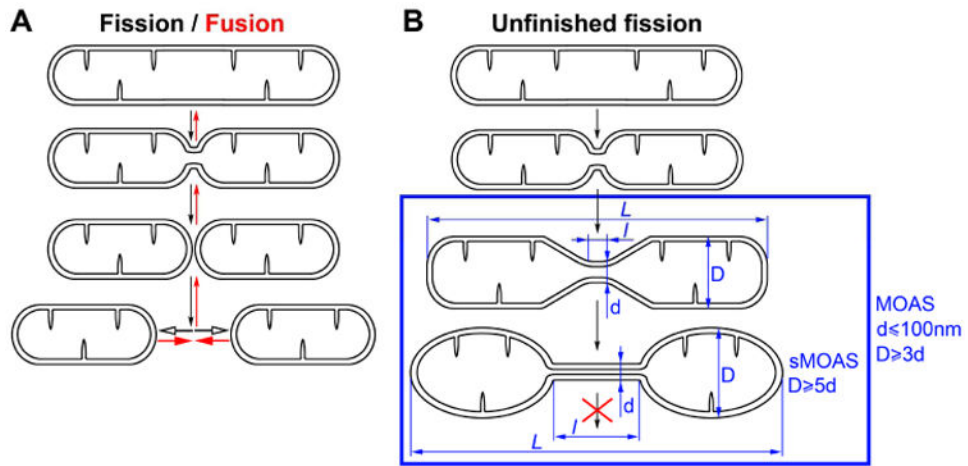 A Fission / Fusion
B Unfinished fission
L
l
D
d
MOAS
d≤100nm
D≥3d
sMOAS
D≥5d
D
d
l
L